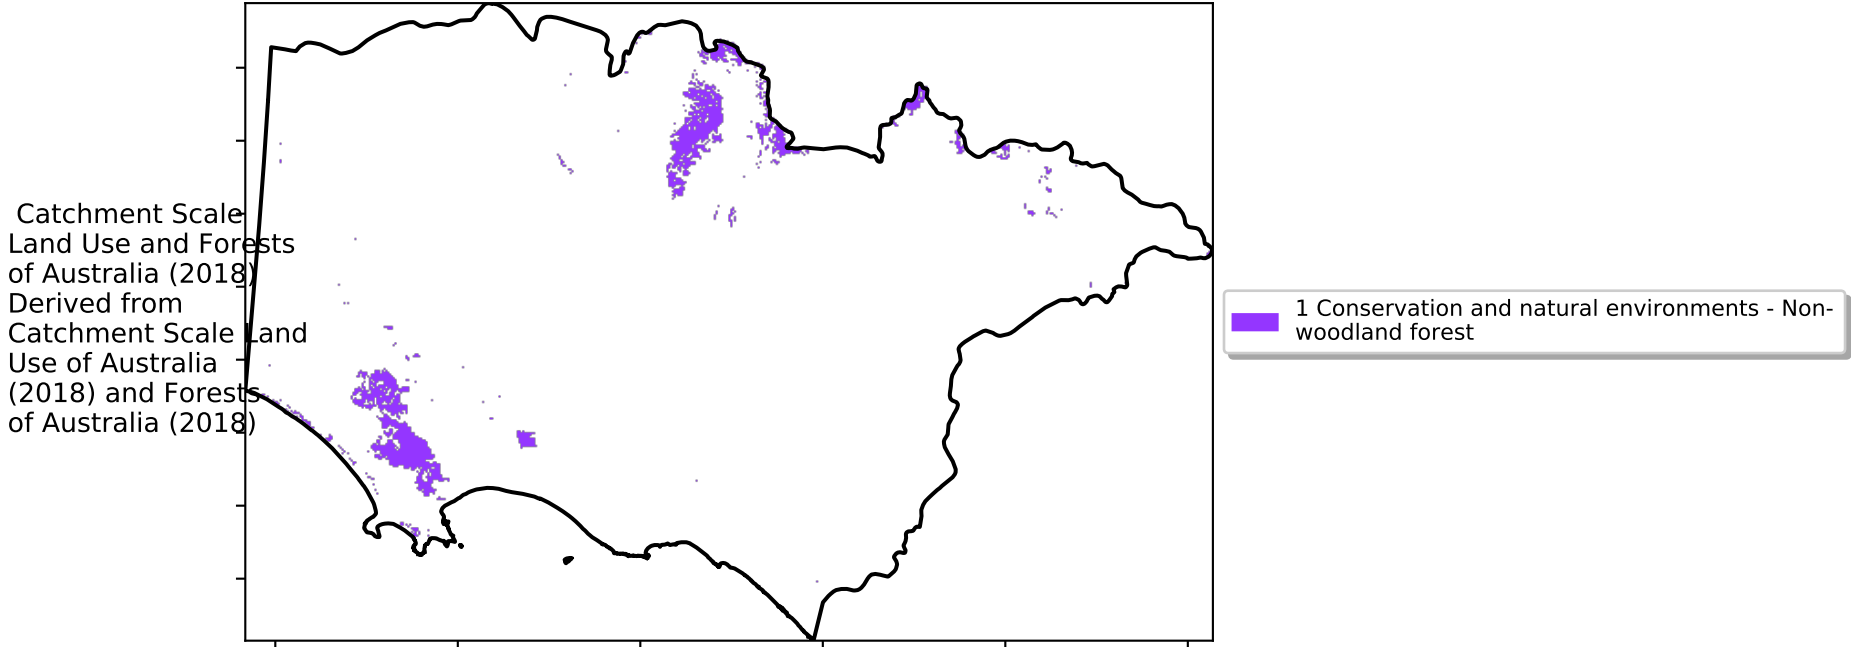 Catchment Scale
Land Use and Forests
of Australia (2018)
Derived from
Catchment Scale Land
Use of Australia
(2018) and Forests
of Australia (2018)
1 Conservation and natural environments - Non-
woodland forest